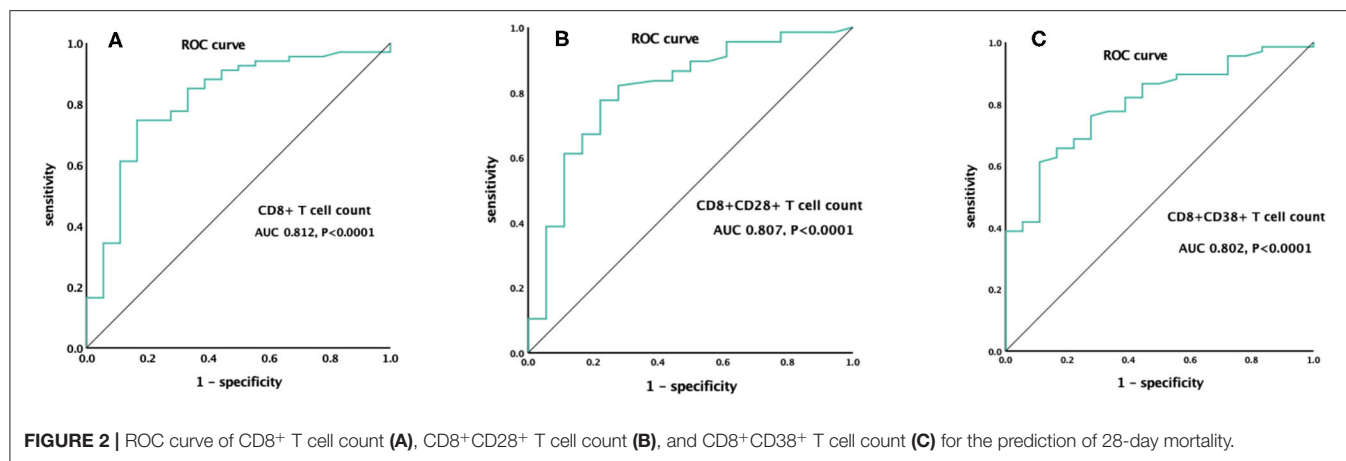 A
ROC curve
1.0
0.8
0.6
0.4
0.2
0.0
sensitivity
CD8+ T cell count
AUC 0.812, P<0.0001
0.0 0.2 0.4 0.6 0.8 1.0
1 – specificity
B
ROC curve
1.0
0.8
0.6
0.4
0.2
0.0
sensitivity
CD8+CD28+ T cell count
AUC 0.807, P<0.0001
0.0 0.2 0.4 0.6 0.8 1.0
1 – specificity
C
ROC curve
1.0
0.8
0.6
0.4
0.2
0.0
sensitivity
CD8+CD38+ T cell count
AUC 0.802, P<0.0001
0.0 0.2 0.4 0.6 0.8 1.0
1 – specificity
FIGURE 2 | ROC curve of CD8⁺ T cell count (A), CD8⁺CD28⁺ T cell count (B), and CD8⁺CD38⁺ T cell count (C) for the prediction of 28-day mortality.